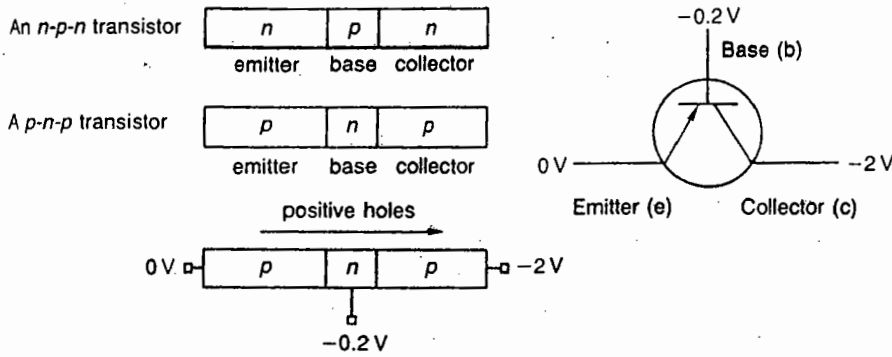 An n-p-n transistor
n p n
emitter base collector
A p-n-p transistor
p n p
emitter base collector
positive holes
0 V p n p −2 V
−0.2 V
−0.2 V
Base (b)
0 V −2 V
Emitter (e) Collector (c)